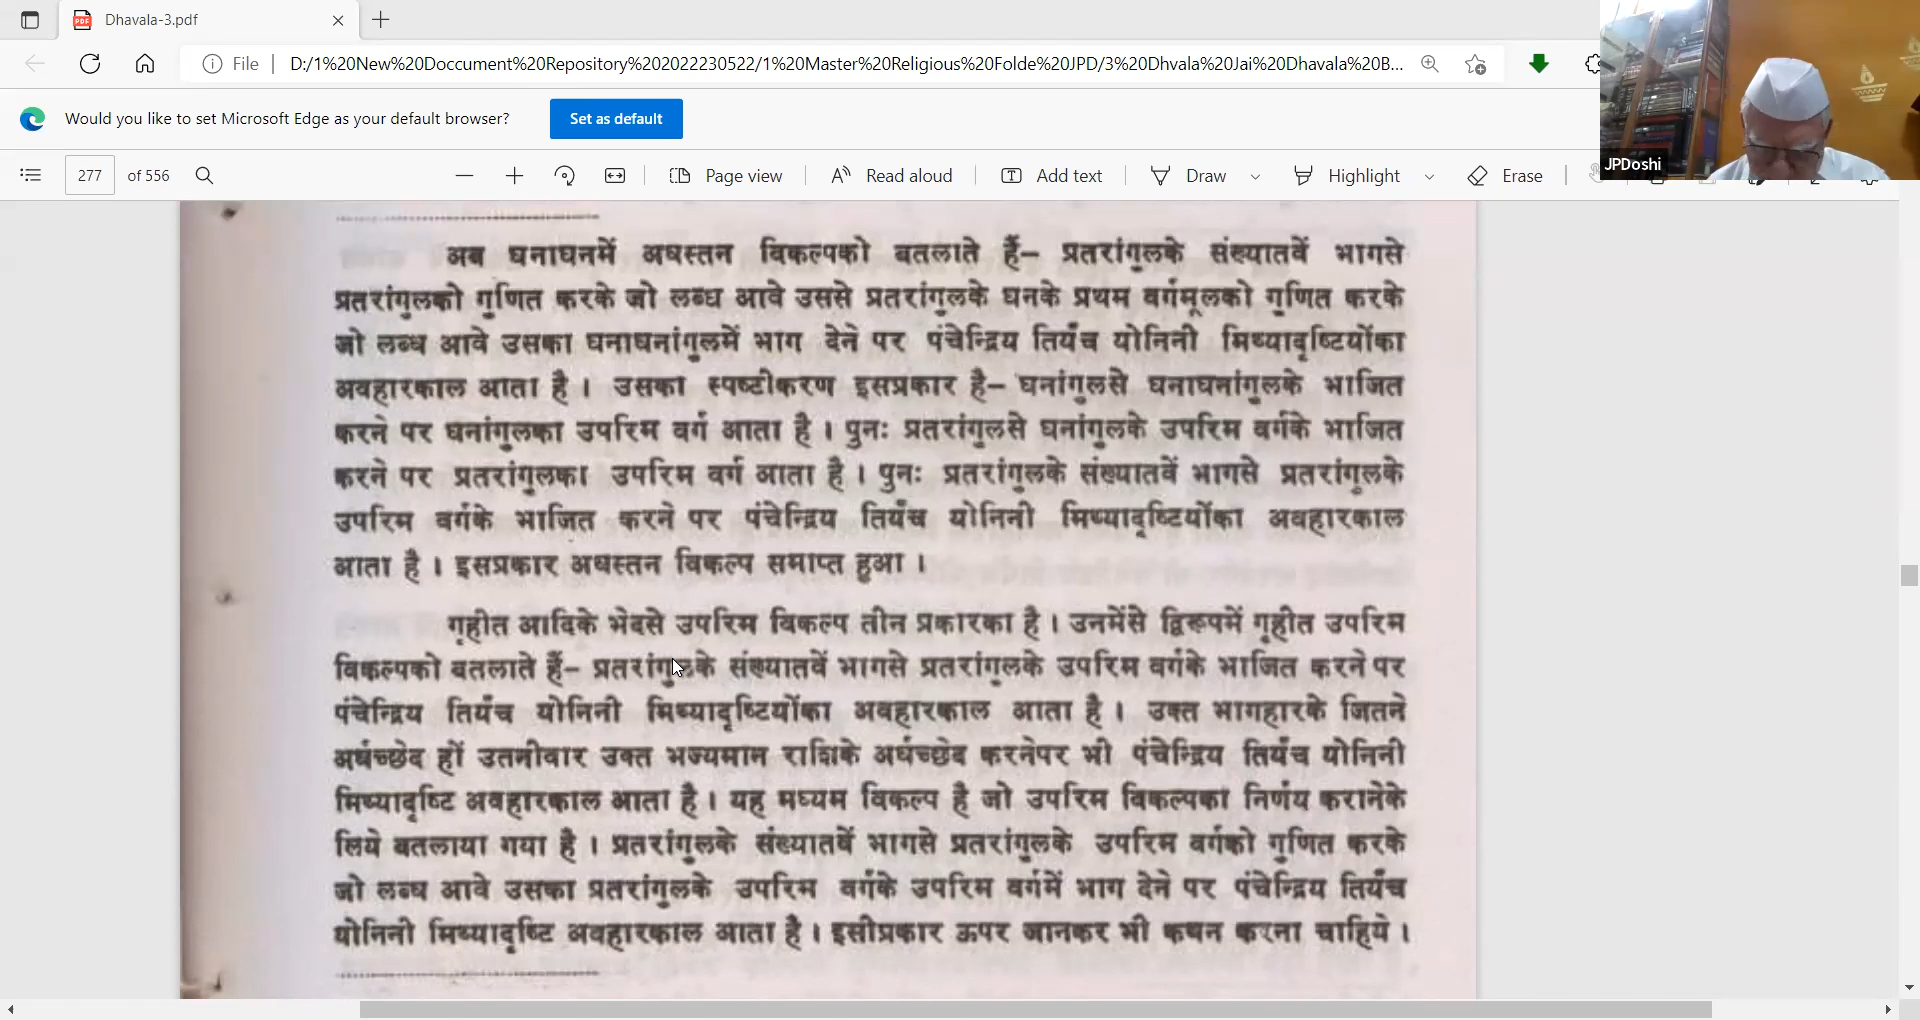 Dhavala-3.pdf
File
D:/1%20New%20Doccument%20Repository%202022230522/1%20Master%20Religious%20Folde%20JPD/3%20Dhvala%20Jai%20Dhavala%20B...
Would you like to set Microsoft Edge as your default browser?
Set as default
JPDoshi
277 of 556
Page view
Read aloud
Add text
Draw
Highlight
Erase
अब घनाघनमें अधस्तन विकल्पको बतलाते हैं– प्रतरांगुलके संख्यातवें भागसे
प्रतरांगुलको गुणित करके जो लब्ध आवे उससे प्रतरांगुलके घनके प्रथम वर्गमूलको गुणित करके
जो लब्ध आवे उसका घनाघनांगुलमें भाग देने पर पंचेन्द्रिय तिर्यंच योनिनी मिथ्यादृष्टियोंका
अवहारकाल आता है । उसका स्पष्टीकरण इसप्रकार है– घनांगुलसे घनाघनांगुलके भाजित
करने पर घनांगुलका उपरिम वर्ग आता है । पुनः प्रतरांगुलसे घनांगुलके उपरिम वर्गके भाजित
करने पर प्रतरांगुलका उपरिम वर्ग आता है । पुनः प्रतरांगुलके संख्यातवें भागसे प्रतरांगुलके
उपरिम वर्गके भाजित करने पर पंचेन्द्रिय तिर्यंच योनिनी मिथ्यादृष्टियोंका अवहारकाल
आता है । इसप्रकार अधस्तन विकल्प समाप्त हुआ ।
गृहीत आदिके भेदसे उपरिम विकल्प तीन प्रकारका है । उनमेंसे द्विरूपमें गृहीत उपरिम
विकल्पको बतलाते हैं– प्रतरांगुलके संख्यातवें भागसे प्रतरांगुलके उपरिम वर्गके भाजित करने पर
पंचेन्द्रिय तिर्यंच योनिनी मिथ्यादृष्टियोंका अवहारकाल आता है । उक्त भागहारके जितने
अर्धच्छेद हों उतनीवार उक्त भज्यमान राशिके अर्धच्छेद करनेपर भी पंचेन्द्रिय तिर्यंच योनिनी
मिथ्यादृष्टि अवहारकाल आता है । यह मध्यम विकल्प है जो उपरिम विकल्पका निर्णय करानेके
लिये बतलाया गया है । प्रतरांगुलके संख्यातवें भागसे प्रतरांगुलके उपरिम वर्गको गुणित करके
जो लब्ध आवे उसका प्रतरांगुलके उपरिम वर्गके उपरिम वर्गमें भाग देने पर पंचेन्द्रिय तिर्यंच
योनिनी मिथ्यादृष्टि अवहारकाल आता है । इसीप्रकार ऊपर जानकर भी कथन करना चाहिये ।